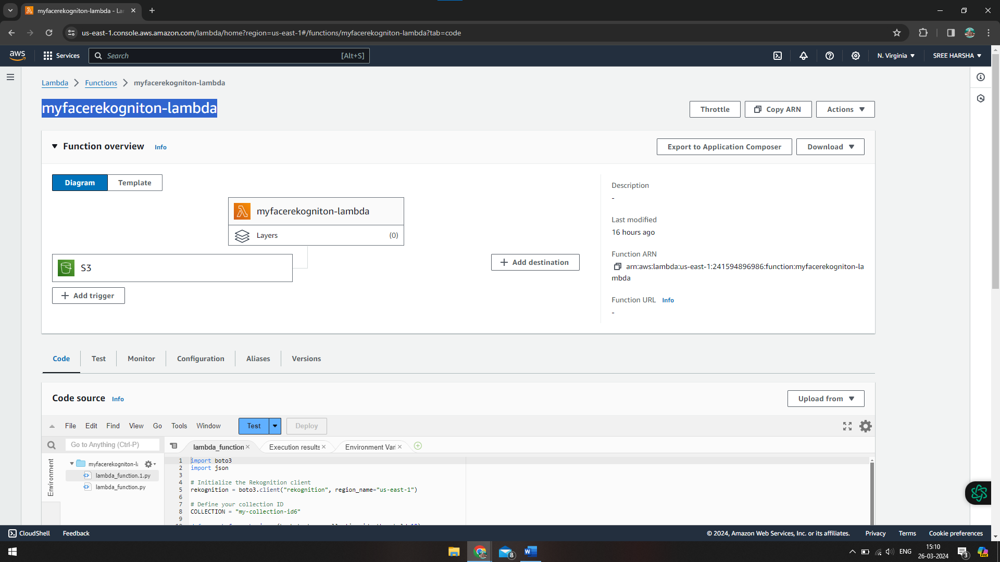 myfacerekogniton-lambda - La
us-east-1.console.aws.amazon.com/lambda/home?region=us-east-1#/functions/myfacerekogniton-lambda?tab=code
aws
Services
Search
[Alt+S]
N. Virginia
SREE HARSHA
Lambda
Functions
myfacerekogniton-lambda
myfacerekogniton-lambda
Throttle
Copy ARN
Actions
Function overview
Info
Export to Application Composer
Download
Diagram
Template
myfacerekogniton-lambda
Layers
(0)
S3
Add trigger
Add destination
Description
-
Last modified
16 hours ago
Function ARN
arn:aws:lambda:us-east-1:241594896986:function:myfacerekogniton-la
mbda
Function URL
Info
-
Code
Test
Monitor
Configuration
Aliases
Versions
Code source
Info
Upload from
File
Edit
Find
View
Go
Tools
Window
Test
Deploy
Go to Anything (Ctrl-P)
lambda_function
Execution results
Environment Var
Environment
myfacerekogniton-la
lambda_function.1.py
lambda_function.py
1 import boto3
2 import json
3
4 # Initialize the Rekognition client
5 rekognition = boto3.client("rekognition", region_name="us-east-1")
6
7 # Define your collection ID
8 COLLECTION = "my-collection-id6"
9
CloudShell
Feedback
© 2024, Amazon Web Services, Inc. or its affiliates.
Privacy
Terms
Cookie preferences
8
ENG
15:10
26-03-2024
3
PRE